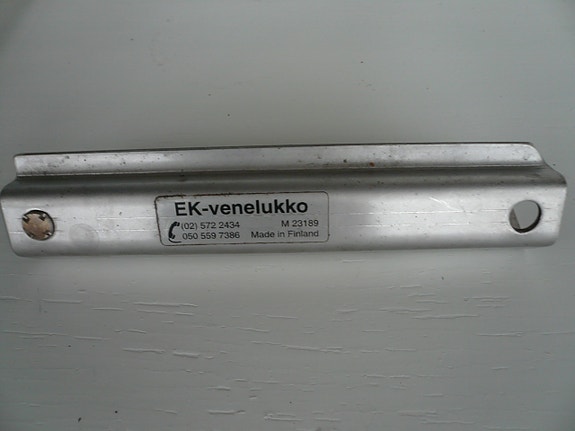 EK-venelukko
(02) 572 2434 M 23189
050 559 7386 Made in Finland